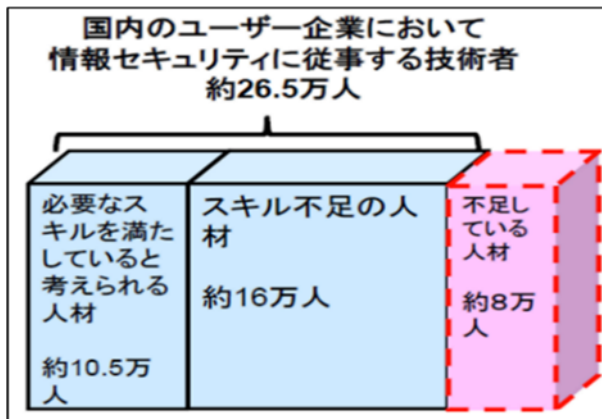 国内のユーザー企業において
情報セキュリティに従事する技術者
約26.5万人
必要なス
キルを満た
していると
考えられる
人材
約10.5万
人
スキル不足の人
材
約16万人
不足し
ている
人材
約8万
人